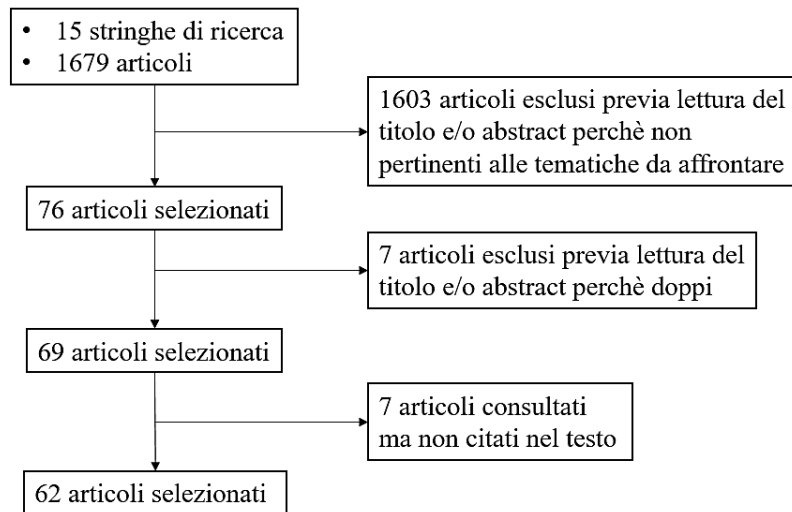 • 15 stringhe di ricerca
• 1679 articoli
1603 articoli esclusi previa lettura del
titolo e/o abstract perchè non
pertinenti alle tematiche da affrontare
76 articoli selezionati
7 articoli esclusi previa lettura del
titolo e/o abstract perchè doppi
69 articoli selezionati
7 articoli consultati
ma non citati nel testo
62 articoli selezionati